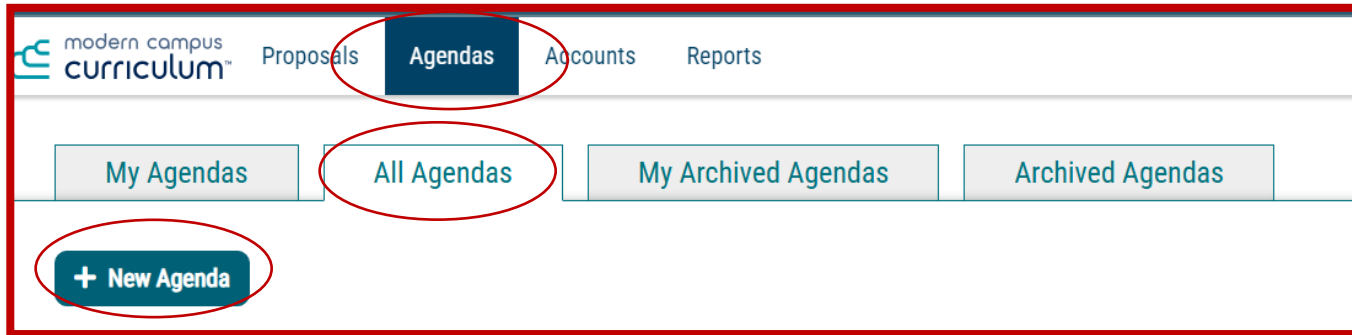 modern campus
curriculum™
Proposals Agendas Accounts Reports
My Agendas All Agendas My Archived Agendas Archived Agendas
+ New Agenda